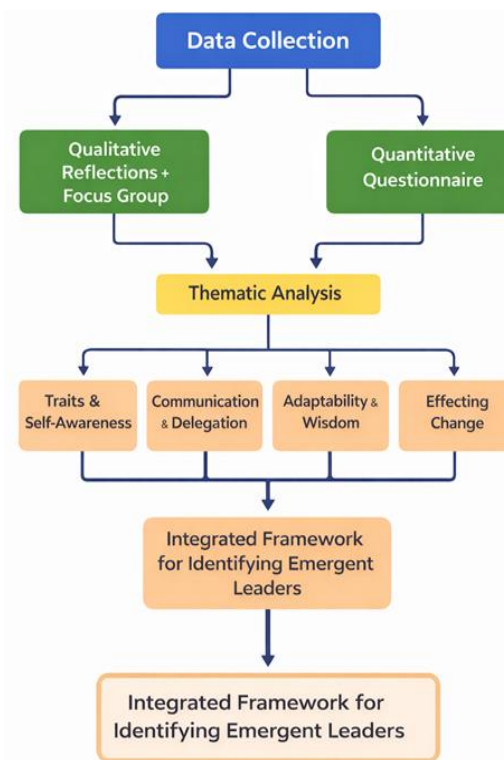 Data Collection
Qualitative
Reflections +
Focus Group
Quantitative
Questionnaire
Thematic Analysis
Traits &
Self-Awareness
Communication
& Delegation
Adaptability &
Wisdom
Effecting
Change
Integrated Framework
for Identifying Emergent
Leaders
Integrated Framework for
Identifying Emergent Leaders